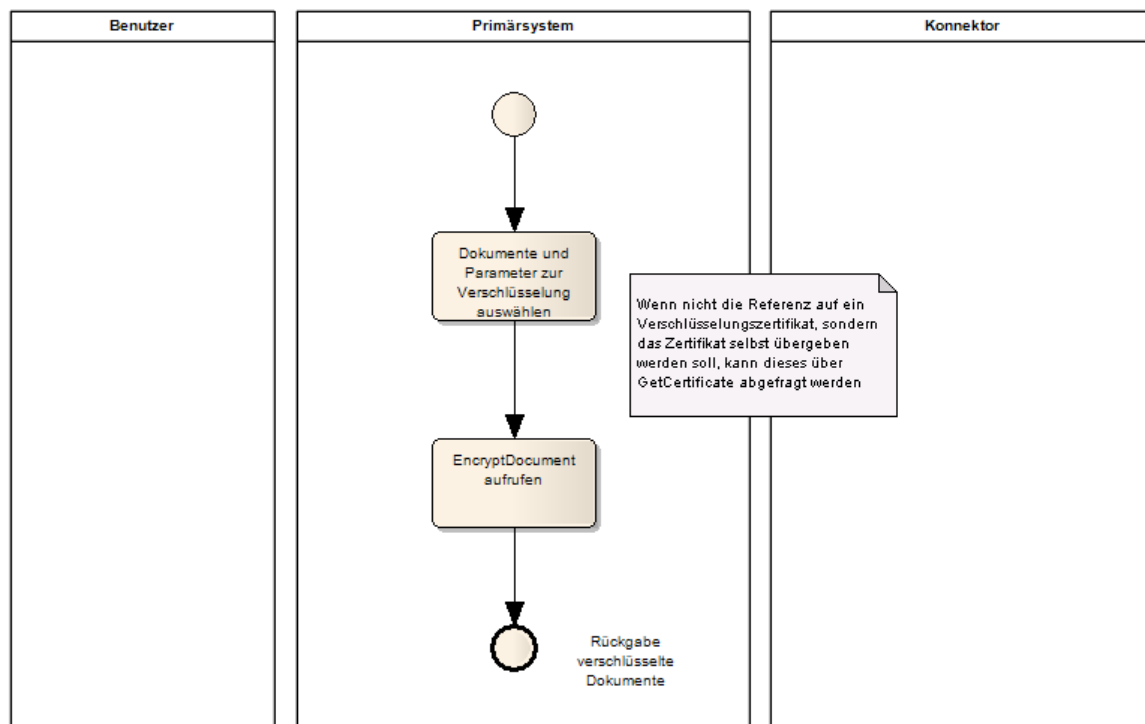 Benutzer
Primärsystem
Konnektor
Dokumente und
Parameter zur
Verschlüsselung
auswählen
Wenn nicht die Referenz auf ein
Verschlüsselungszertifikat, sondern
das Zertifikat selbst übergeben
werden soll, kann dieses über
GetCertificate abgefragt werden
EncryptDocument
aufrufen
Rückgabe
verschlüsselte
Dokumente